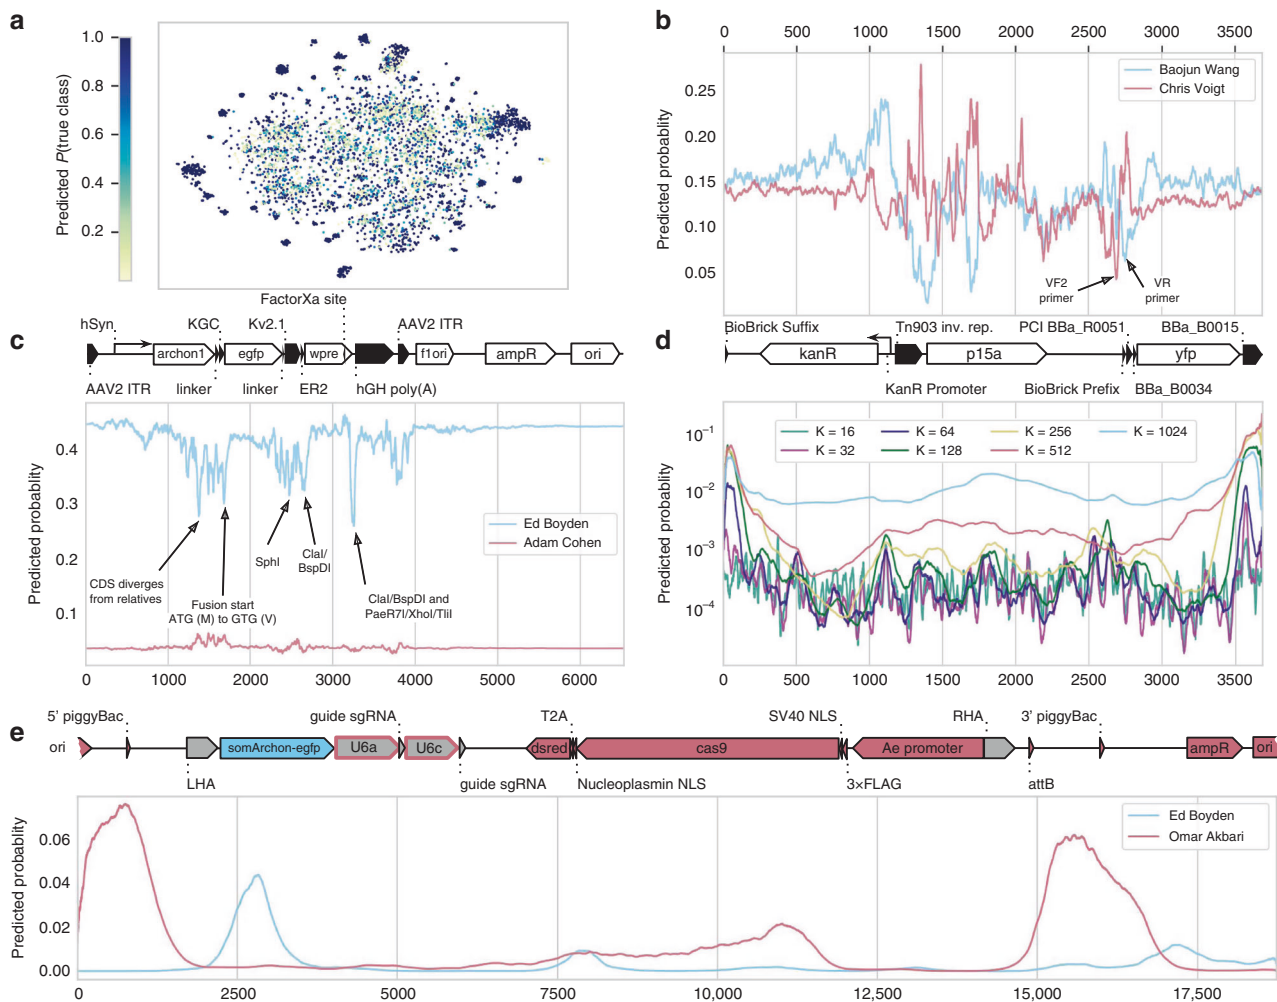 a
1.0
0.8
0.6
0.4
0.2
Predicted P(true class)
b
0 500 1000 1500 2000 2500 3000 3500
Baojun Wang
Chris Voigt
0.25
0.20
0.15
0.10
0.05
Predicted probablity
VF2
primer
VR
primer
c
FactorXa site
hSyn KGC Kv2.1 AAV2 ITR
archon1 egfp wpre f1ori ampR ori
AAV2 ITR linker linker ER2 hGH poly(A)
0.4
0.3
0.2
0.1
Predicted probablity
Ed Boyden
Adam Cohen
CDS diverges
from relatives
Fusion start
ATG (M) to GTG (V)
SphI
ClaI/
BspDI
ClaI/BspDI and
PaeR7I/XhoI/TliI
0 1000 2000 3000 4000 5000 6000
d
BioBrick Suffix Tn903 inv. rep. PCI BBa_R0051 BBa_B0015
kanR p15a yfp
KanR Promoter BioBrick Prefix BBa_B0034
K = 16 K = 64 K = 256 K = 1024
K = 32 K = 128 K = 512
10⁻¹
10⁻²
10⁻³
10⁻⁴
Predicted probablity
0 500 1000 1500 2000 2500 3000 3500
e
5' piggyBac guide sgRNA T2A SV40 NLS RHA 3' piggyBac
ori somArchon-egfp U6a U6c dsred cas9 Ae promoter ampR ori
LHA guide sgRNA Nucleoplasmin NLS 3×FLAG attB
Ed Boyden
Omar Akbari
0.06
0.04
0.02
0.00
Predicted probablity
0 2500 5000 7500 10,000 12,500 15,000 17,500